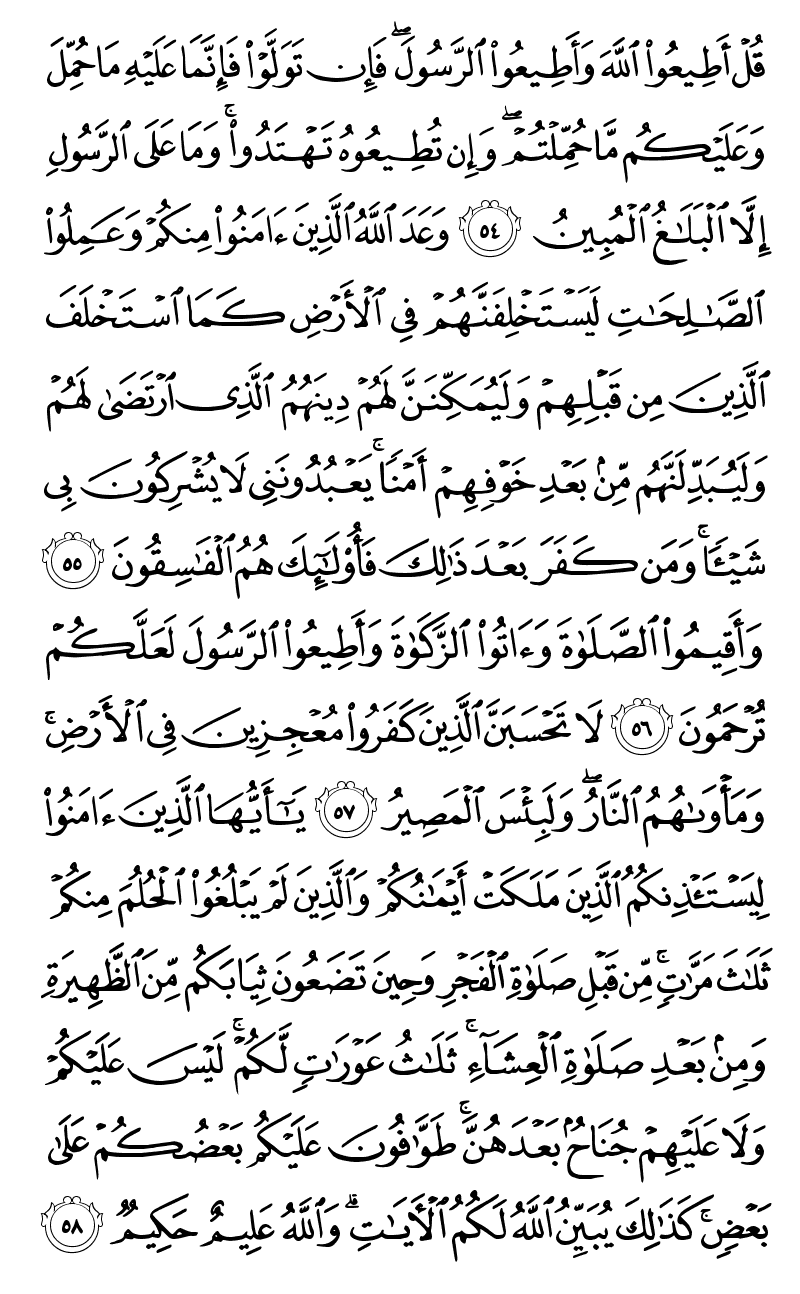 قُلۡ أَطِيعُواْ ٱللَّهَ وَأَطِيعُواْ ٱلرَّسُولَۖ فَإِن تَوَلَّوۡاْ فَإِنَّمَا عَلَيۡهِ مَا حُمِّلَ
وَعَلَيۡكُم مَّا حُمِّلۡتُمۡۖ وَإِن تُطِيعُوهُ تَهۡتَدُواْۚ وَمَا عَلَى ٱلرَّسُولِ
إِلَّا ٱلۡبَلَٰغُ ٱلۡمُبِينُ ٥٤ وَعَدَ ٱللَّهُ ٱلَّذِينَ ءَامَنُواْ مِنكُمۡ وَعَمِلُواْ
ٱلصَّٰلِحَٰتِ لَيَسۡتَخۡلِفَنَّهُمۡ فِي ٱلۡأَرۡضِ كَمَا ٱسۡتَخۡلَفَ
ٱلَّذِينَ مِن قَبۡلِهِمۡ وَلَيُمَكِّنَنَّ لَهُمۡ دِينَهُمُ ٱلَّذِي ٱرۡتَضَىٰ لَهُمۡ
وَلَيُبَدِّلَنَّهُم مِّنۢ بَعۡدِ خَوۡفِهِمۡ أَمۡنٗاۚ يَعۡبُدُونَنِي لَا يُشۡرِكُونَ بِي
شَيۡـٔٗاۚ وَمَن كَفَرَ بَعۡدَ ذَٰلِكَ فَأُوْلَٰٓئِكَ هُمُ ٱلۡفَٰسِقُونَ ٥٥
وَأَقِيمُواْ ٱلصَّلَوٰةَ وَءَاتُواْ ٱلزَّكَوٰةَ وَأَطِيعُواْ ٱلرَّسُولَ لَعَلَّكُمۡ
تُرۡحَمُونَ ٥٦ لَا تَحۡسَبَنَّ ٱلَّذِينَ كَفَرُواْ مُعۡجِزِينَ فِي ٱلۡأَرۡضِۚ
وَمَأۡوَىٰهُمُ ٱلنَّارُۖ وَلَبِئۡسَ ٱلۡمَصِيرُ ٥٧ يَٰٓأَيُّهَا ٱلَّذِينَ ءَامَنُواْ
لِيَسۡتَـٔۡذِنكُمُ ٱلَّذِينَ مَلَكَتۡ أَيۡمَٰنُكُمۡ وَٱلَّذِينَ لَمۡ يَبۡلُغُواْ ٱلۡحُلُمَ مِنكُمۡ
ثَلَٰثَ مَرَّٰتٖۚ مِّن قَبۡلِ صَلَوٰةِ ٱلۡفَجۡرِ وَحِينَ تَضَعُونَ ثِيَابَكُم مِّنَ ٱلظَّهِيرَةِ
وَمِنۢ بَعۡدِ صَلَوٰةِ ٱلۡعِشَآءِۚ ثَلَٰثُ عَوۡرَٰتٖ لَّكُمۡۚ لَيۡسَ عَلَيۡكُمۡ
وَلَا عَلَيۡهِمۡ جُنَاحُۢ بَعۡدَهُنَّۚ طَوَّٰفُونَ عَلَيۡكُم بَعۡضُكُمۡ عَلَىٰ
بَعۡضٖۚ كَذَٰلِكَ يُبَيِّنُ ٱللَّهُ لَكُمُ ٱلۡأٓيَٰتِۗ وَٱللَّهُ عَلِيمٌ حَكِيمٞ ٥٨